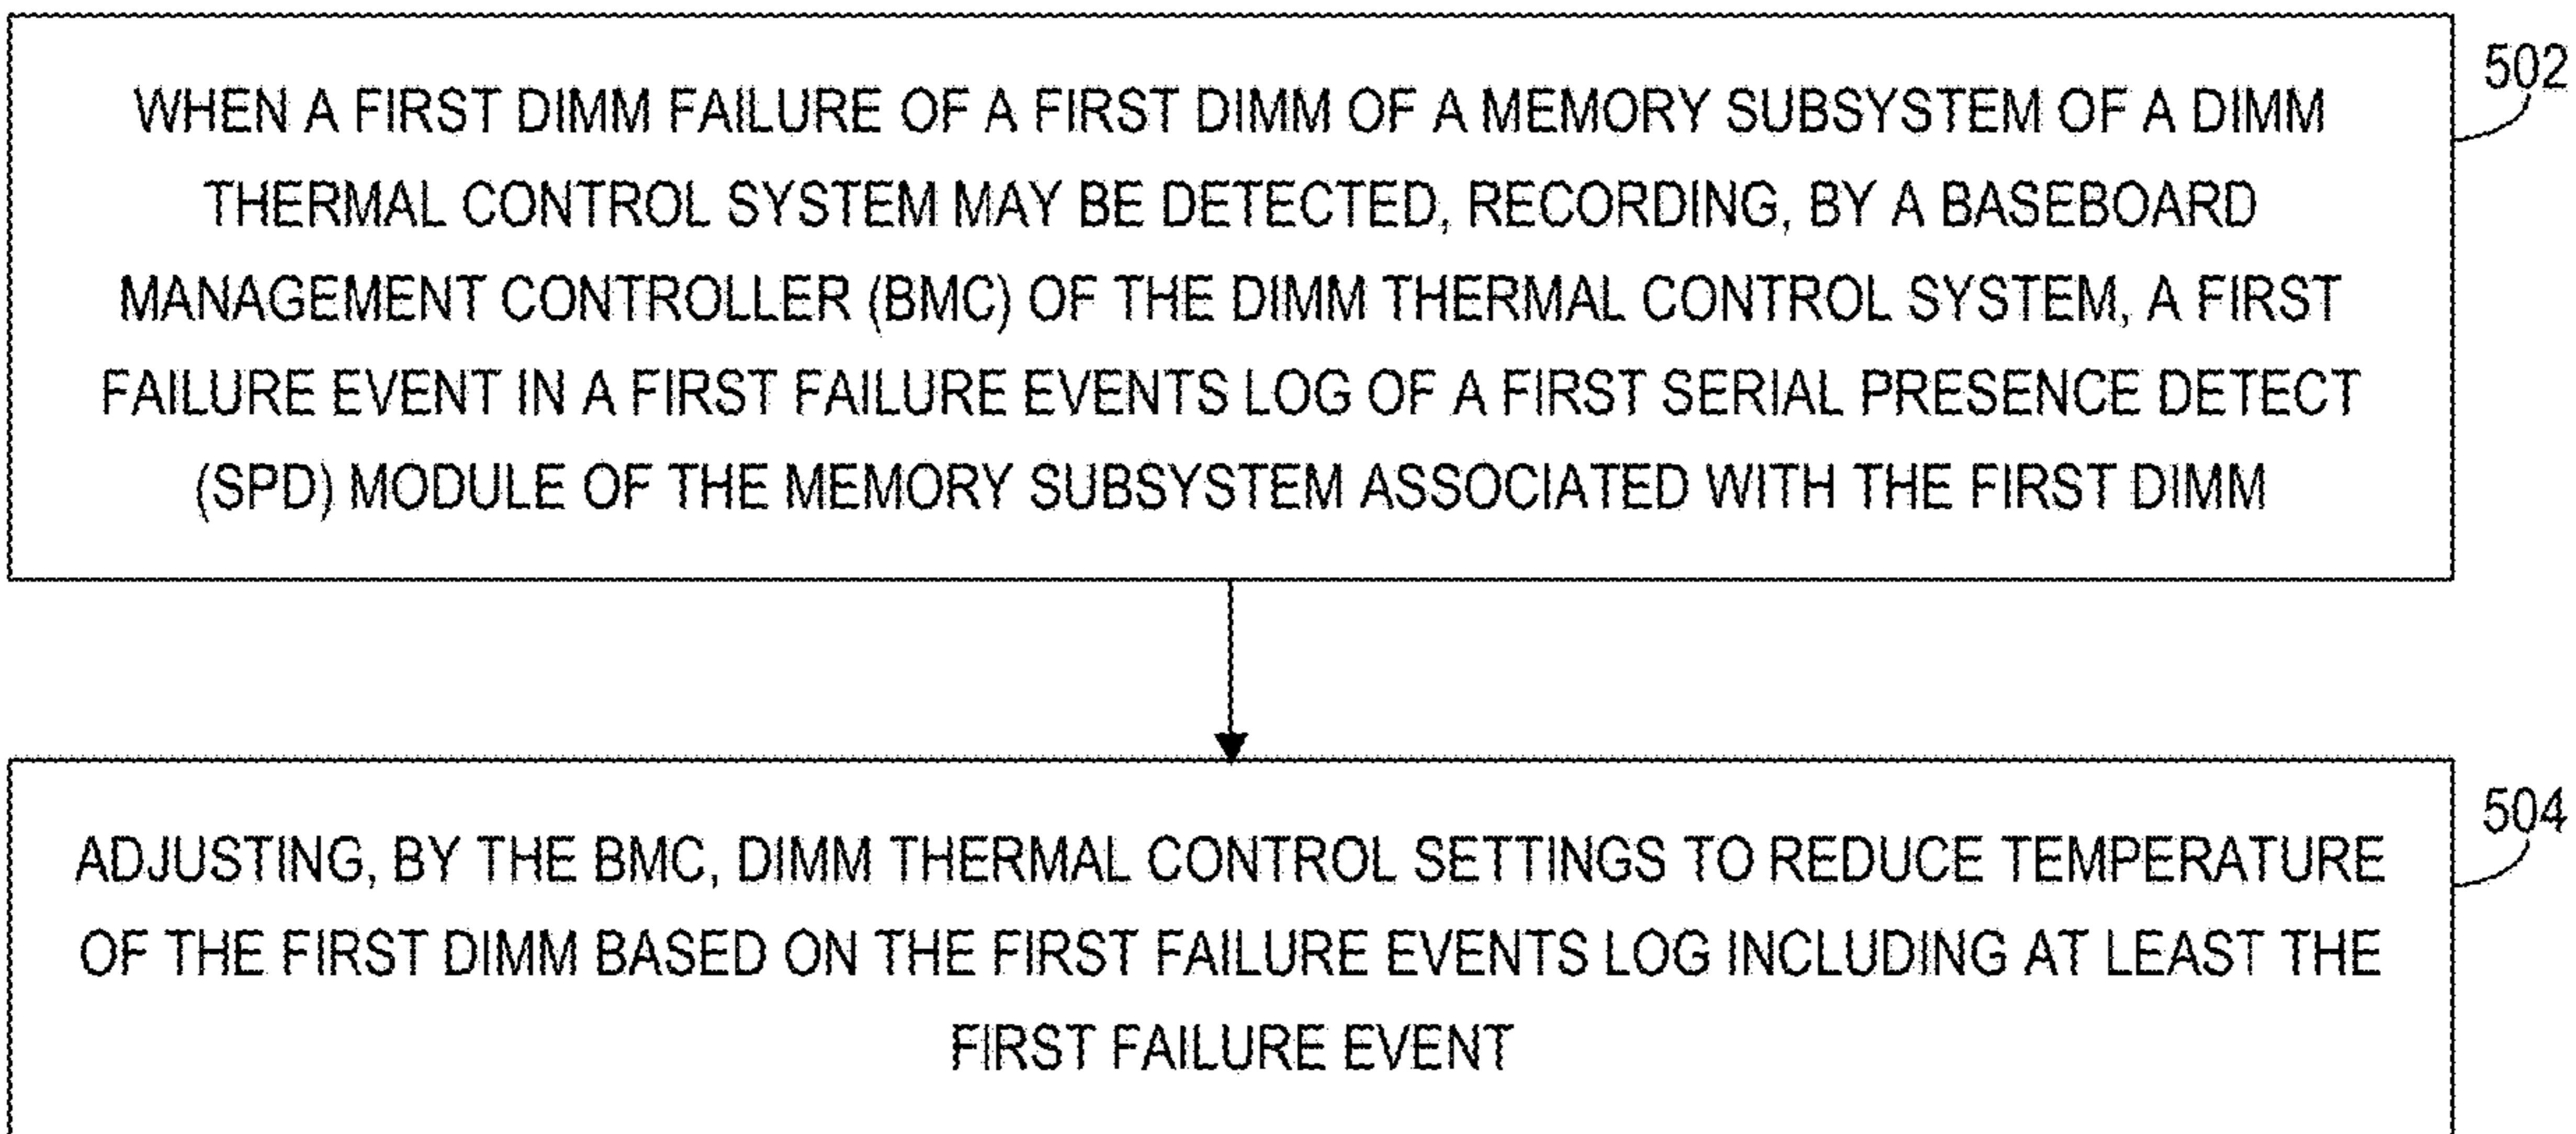 WHEN A FIRST DIMM FAILURE OF A FIRST DIMM OF A MEMORY SUBSYSTEM OF A DIMM
THERMAL CONTROL SYSTEM MAY BE DETECTED, RECORDING, BY A BASEBOARD
MANAGEMENT CONTROLLER (BMC) OF THE DIMM THERMAL CONTROL SYSTEM, A FIRST
FAILURE EVENT IN A FIRST FAILURE EVENTS LOG OF A FIRST SERIAL PRESENCE DETECT
(SPD) MODULE OF THE MEMORY SUBSYSTEM ASSOCIATED WITH THE FIRST DIMM
502
ADJUSTING, BY THE BMC, DIMM THERMAL CONTROL SETTINGS TO REDUCE TEMPERATURE
OF THE FIRST DIMM BASED ON THE FIRST FAILURE EVENTS LOG INCLUDING AT LEAST THE
FIRST FAILURE EVENT
504